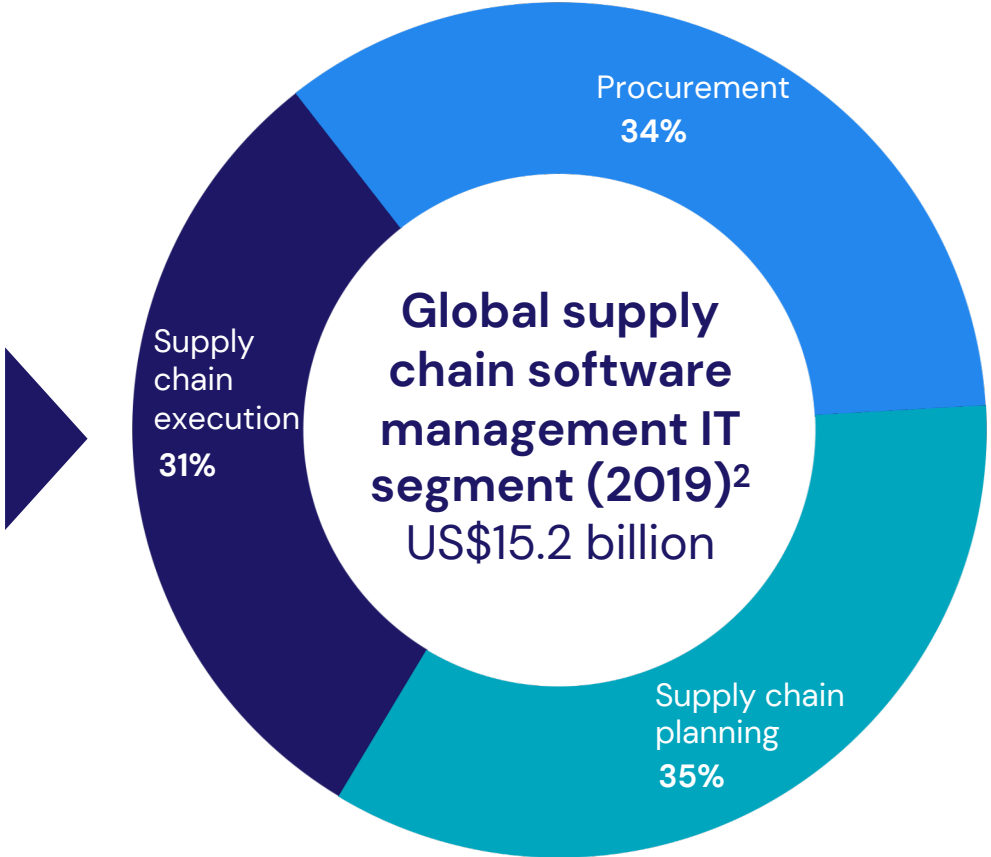 Procurement
34%
Supply
chain
execution
31%
Global supply
chain software
management IT
segment (2019)²
US$15.2 billion
Supply chain
planning
35%